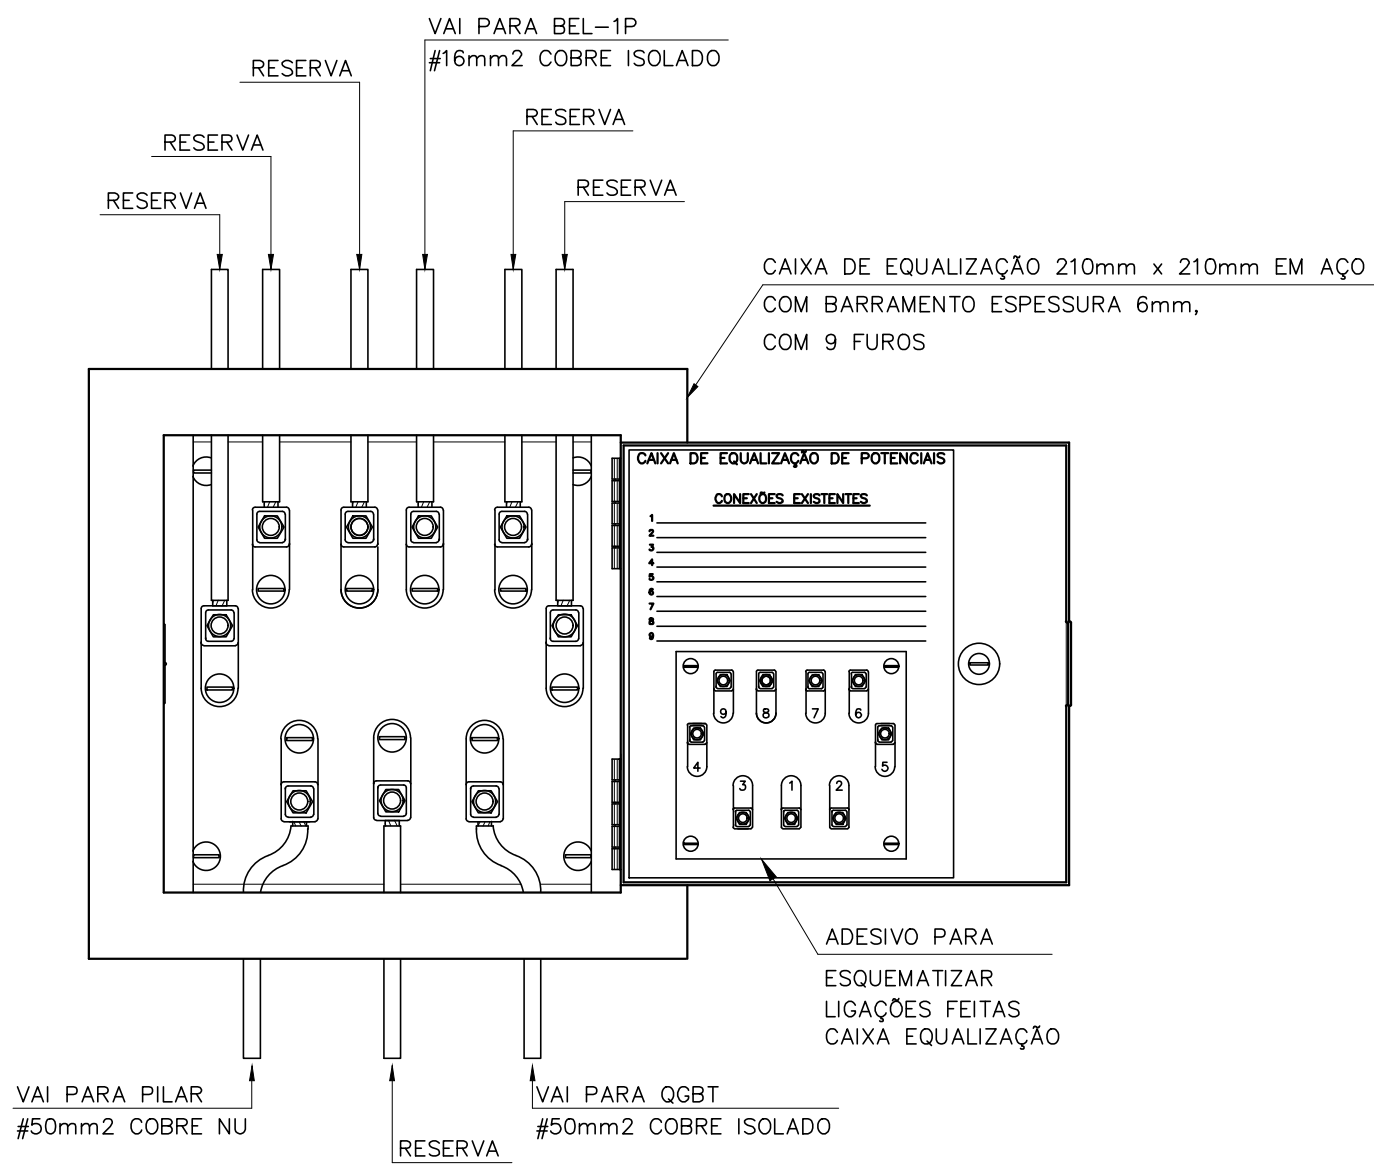 VAI PARA BEL-1P
#16mm2 COBRE ISOLADO
RESERVA
RESERVA
RESERVA
RESERVA
RESERVA
CAIXA DE EQUALIZAÇÃO 210mm x 210mm EM AÇO
COM BARRAMENTO ESPESSURA 6mm,
COM 9 FUROS
CAIXA DE EQUALIZAÇÃO DE POTENCIAIS
CONEXÕES EXISTENTES
1
2
3
4
5
6
7
8
9
9 8 7 6
4 5
3 1 2
ADESIVO PARA
ESQUEMATIZAR
LIGAÇÕES FEITAS
CAIXA EQUALIZAÇÃO
VAI PARA PILAR
#50mm2 COBRE NU
RESERVA
VAI PARA QGBT
#50mm2 COBRE ISOLADO